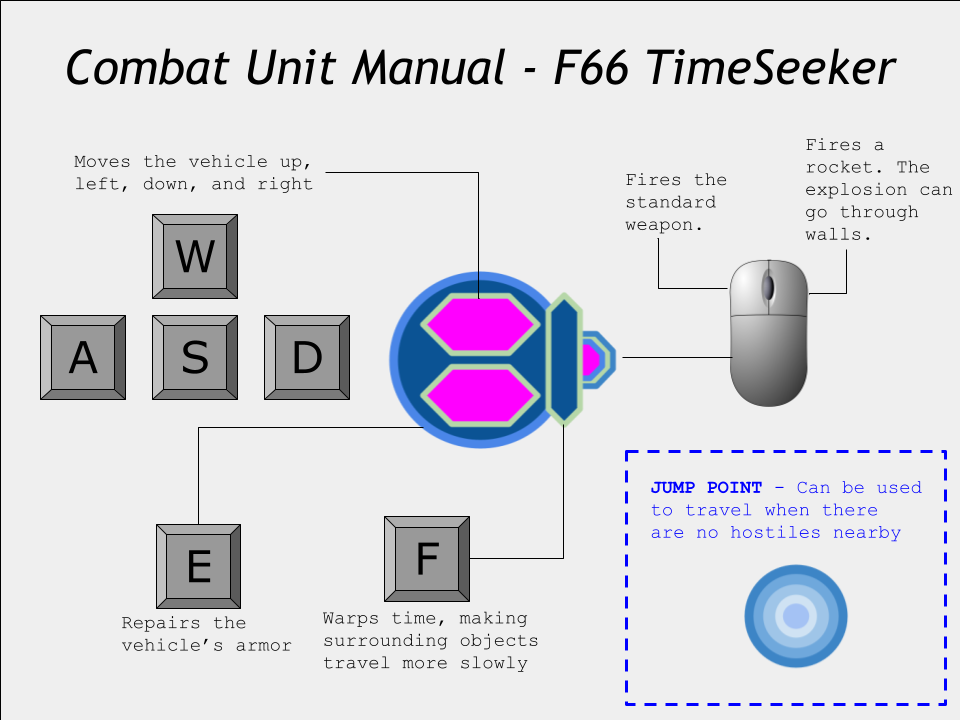 Combat Unit Manual - F66 TimeSeeker
Moves the vehicle up,
left, down, and right
Fires the
standard
weapon.
Fires a
rocket. The
explosion can
go through
walls.
W
A S D
E
Repairs the
vehicle’s armor
F
Warps time, making
surrounding objects
travel more slowly
JUMP POINT - Can be used
to travel when there
are no hostiles nearby